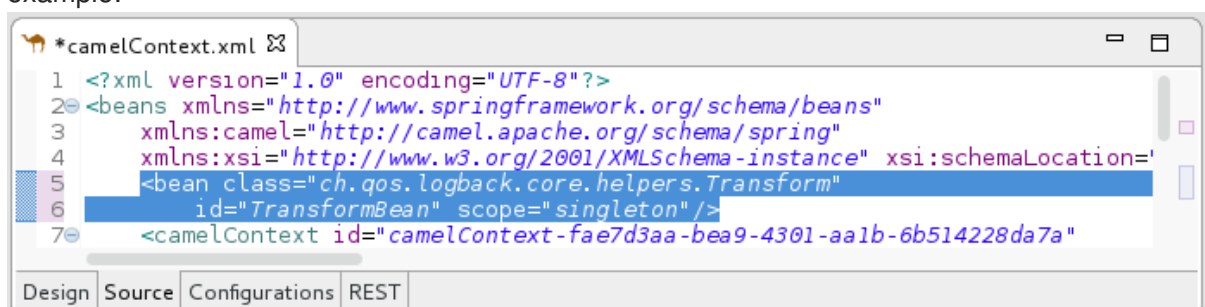 example:
*camelContext.xml
1 <?xml version="1.0" encoding="UTF-8"?>
2 <beans xmlns="http://www.springframework.org/schema/beans"
3 xmlns:camel="http://camel.apache.org/schema/spring"
4 xmlns:xsi="http://www.w3.org/2001/XMLSchema-instance" xsi:schemaLocation="
5 <bean class="ch.qos.logback.core.helpers.Transform"
6 id="TransformBean" scope="singleton"/>
7 <camelContext id="camelContext-fae7d3aa-bea9-4301-aa1b-6b514228da7a"
Design Source Configurations REST